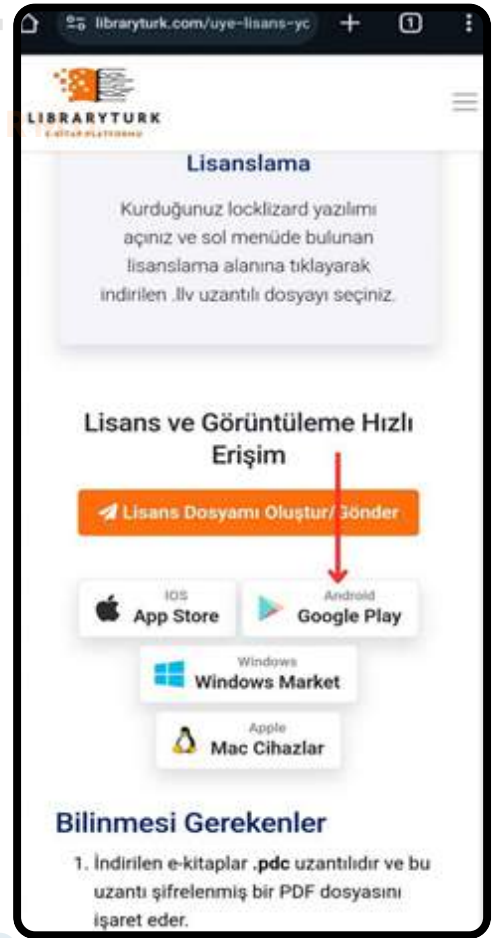 libraryturk.com/uye-lisans-yc
1
LIBRARYTURK
E-KİTAP PLATFORMU
Lisanslama
Kurduğunuz locklizard yazılımı
açınız ve sol menüde bulunan
lisanslama alanına tıklayarak
indirilen .llv uzantılı dosyayı seçiniz.
Lisans ve Görüntüleme Hızlı
Erişim
Lisans Dosyamı Oluştur/Gönder
IOS
App Store
Android
Google Play
Windows
Windows Market
Apple
Mac Cihazlar
Bilinmesi Gerekenler
1. İndirilen e-kitaplar .pdc uzantılıdır ve bu
uzantı şifrelenmiş bir PDF dosyasını
işaret eder.